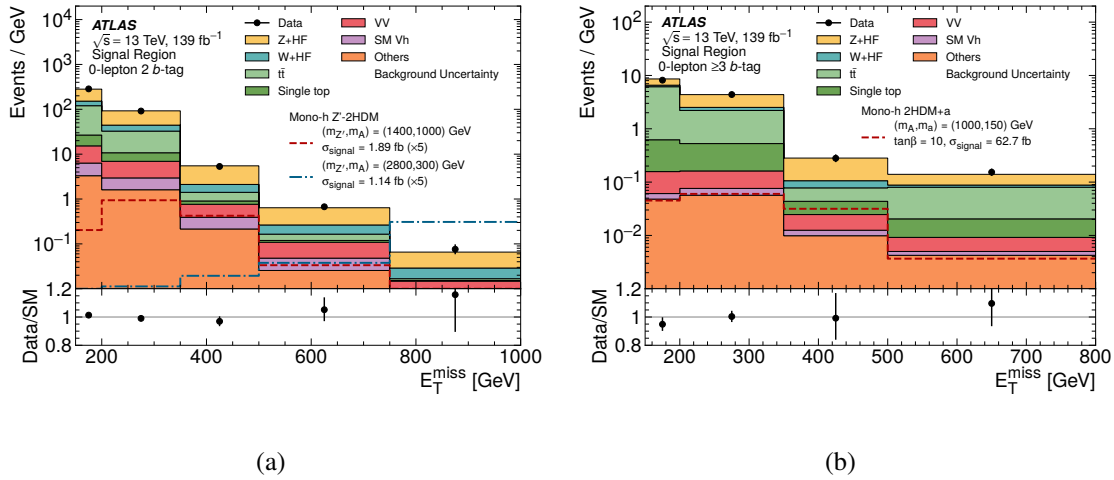 ATLAS
√s = 13 TeV, 139 fb⁻¹
Signal Region
0-lepton 2 b-tag
Data
Z+HF
W+HF
tt̄
Single top
VV
SM Vh
Others
Background Uncertainty
Mono-h Z'-2HDM
(m_Z', m_A) = (1400,1000) GeV
σ_signal = 1.89 fb (×5)
(m_Z', m_A) = (2800,300) GeV
σ_signal = 1.14 fb (×5)
Events / GeV
10⁴
10³
10²
10
1
10⁻¹
Data/SM
1.2
1
0.8
200 400 600 800 1000
E_T^miss [GeV]
(a)
ATLAS
√s = 13 TeV, 139 fb⁻¹
Signal Region
0-lepton ≥3 b-tag
Data
Z+HF
W+HF
tt̄
Single top
VV
SM Vh
Others
Background Uncertainty
Mono-h 2HDM+a
(m_A,m_a) = (1000,150) GeV
tanβ = 10, σ_signal = 62.7 fb
Events / GeV
10²
10
1
10⁻¹
10⁻²
Data/SM
1.2
1
0.8
200 300 400 500 600 700 800
E_T^miss [GeV]
(b)